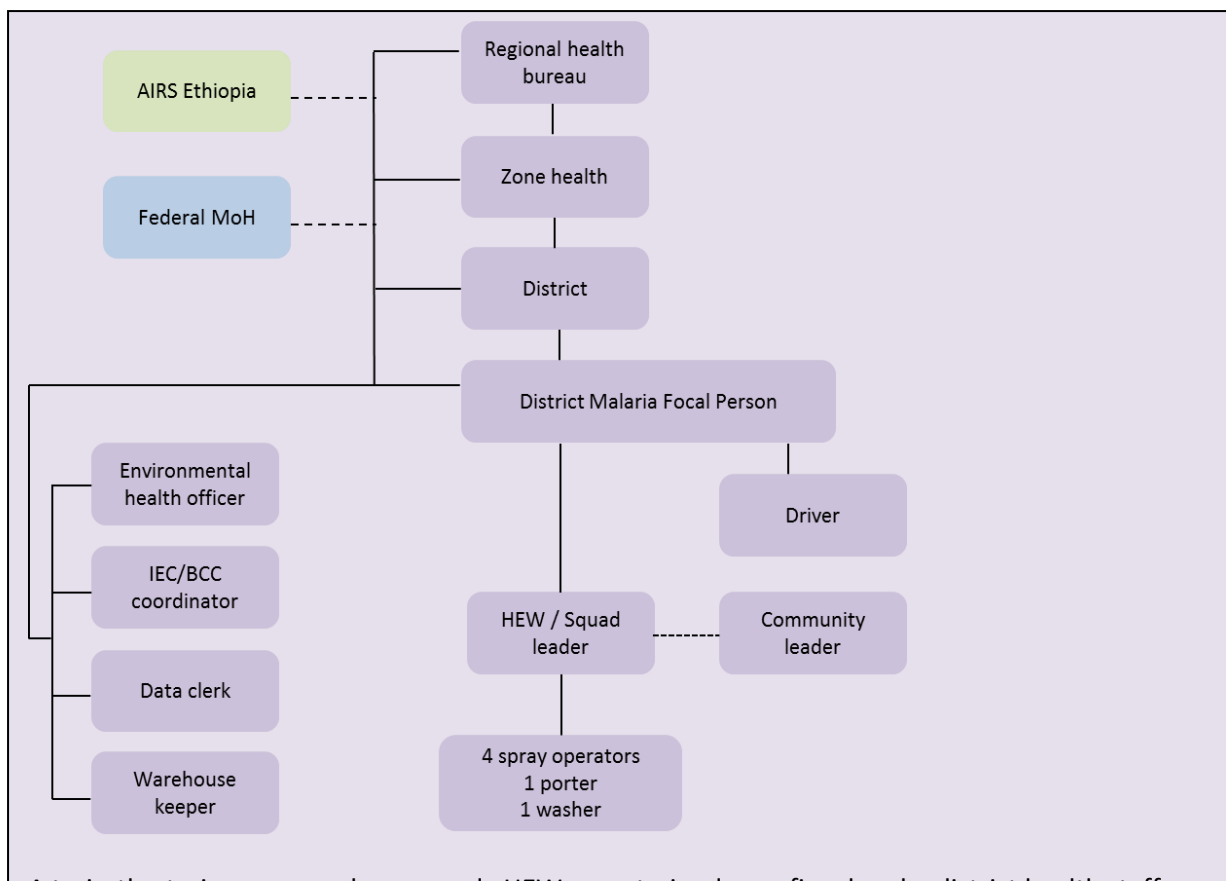 Regional health
bureau
AIRS Ethiopia
Zone health
Federal MoH
District
District Malaria Focal Person
Environmental
health officer
Driver
IEC/BCC
coordinator
HEW / Squad
leader
Community
leader
Data clerk
4 spray operators
1 porter
1 washer
Warehouse
keeper